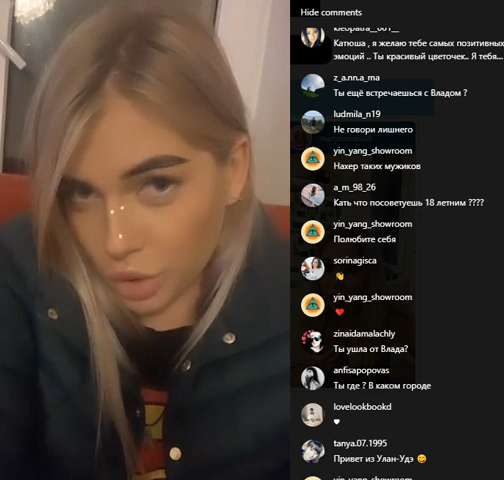 Hide comments
kleopatra__001__
Катюша , я желаю тебе самых позитивных
эмоций .. Ты красивый цветочек.. Я тебя...
z_a.nn.a_ma
Ты ещё встречаешься с Владом ?
ludmila_n19
Не говори лишнего
yin_yang_showroom
Нахер таких мужиков
a_m_98_26
Кать что посоветуешь 18 летним ????
yin_yang_showroom
Полюбите себя
sorinagisca
👏
yin_yang_showroom
❤️
zinaidamalachly
Ты ушла от Влада?
anfisapopovas
Ты где ? В каком городе
lovelookbookd
🤍
tanya.07.1995
Привет из Улан-Удэ 😋
yin_yang_showroom